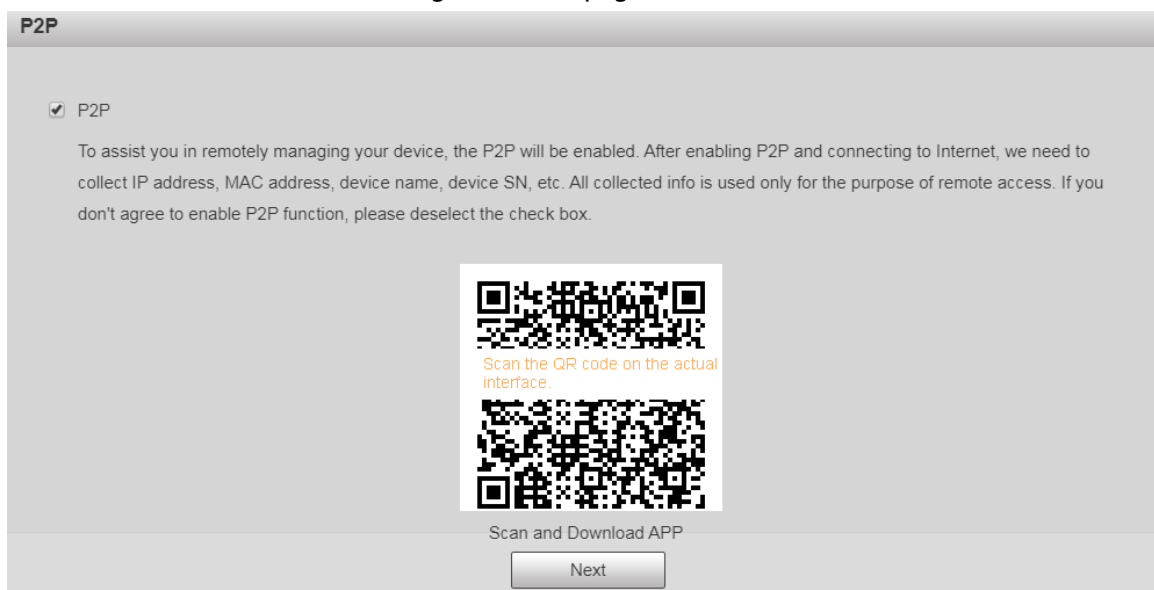 P2P
P2P
To assist you in remotely managing your device, the P2P will be enabled. After enabling P2P and connecting to Internet, we need to
collect IP address, MAC address, device name, device SN, etc. All collected info is used only for the purpose of remote access. If you
don't agree to enable P2P function, please deselect the check box.
Scan the QR code on the actual
interface.
Scan and Download APP
Next